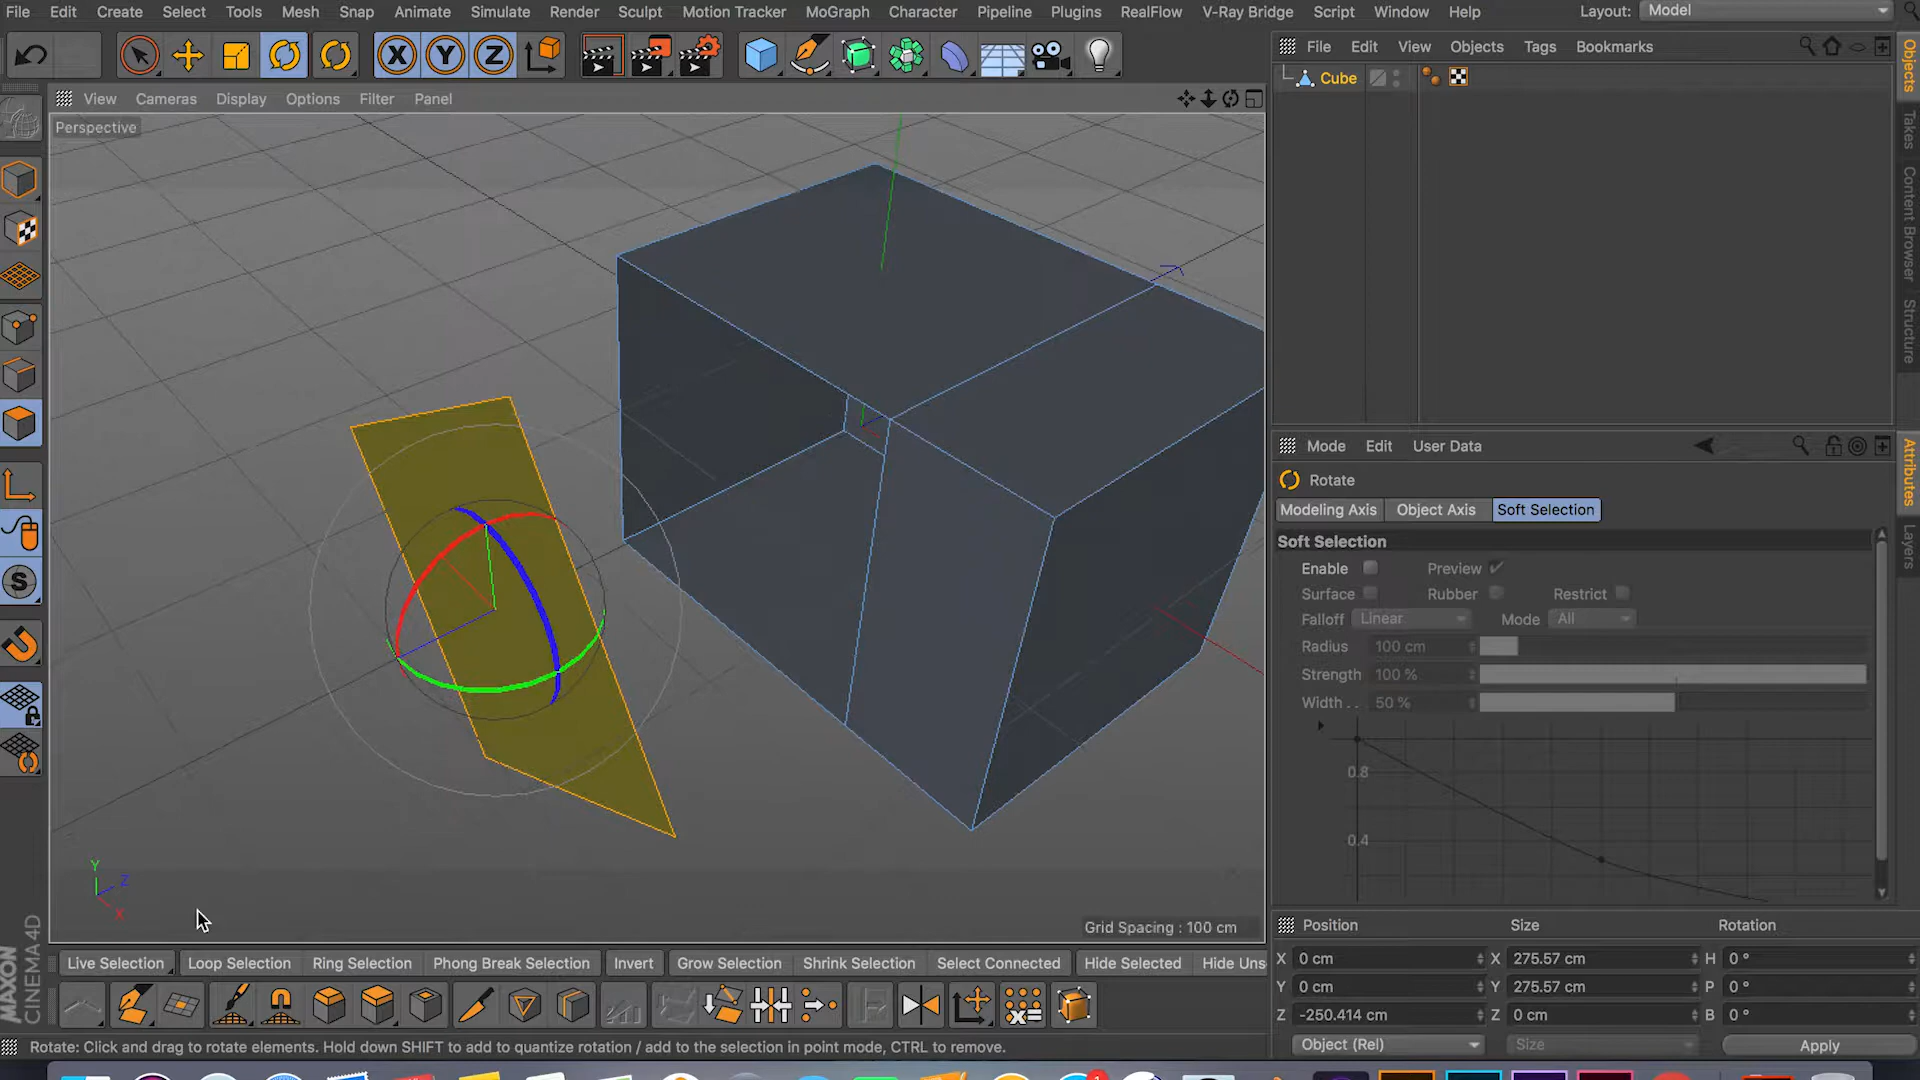 File Edit Create Select Tools Mesh Snap Animate Simulate Render Sculpt Motion Tracker MoGraph Character Pipeline Plugins RealFlow V-Ray Bridge Script Window Help Layout: Model
X Y Z
File Edit View Objects Tags Bookmarks
Cube
View Cameras Display Options Filter Panel
Perspective
Objects
Takes
Content Browser
Structure
Mode Edit User Data
Attributes
Layers
Rotate
Modeling Axis Object Axis Soft Selection
Soft Selection
Enable Preview
Surface Rubber Restrict
Falloff Linear Mode All
Radius 100 cm
Strength 100 %
Width . . 50 %
0.8
0.4
Y
Z
X
Grid Spacing : 100 cm
Position Size Rotation
X 0 cm X 275.57 cm H 0 °
Y 0 cm Y 275.57 cm P 0 °
Z -250.414 cm Z 0 cm B 0 °
Object (Rel) Size Apply
Live Selection Loop Selection Ring Selection Phong Break Selection Invert Grow Selection Shrink Selection Select Connected Hide Selected Hide Uns
MAXON
CINEMA 4D
Rotate: Click and drag to rotate elements. Hold down SHIFT to add to quantize rotation / add to the selection in point mode, CTRL to remove.